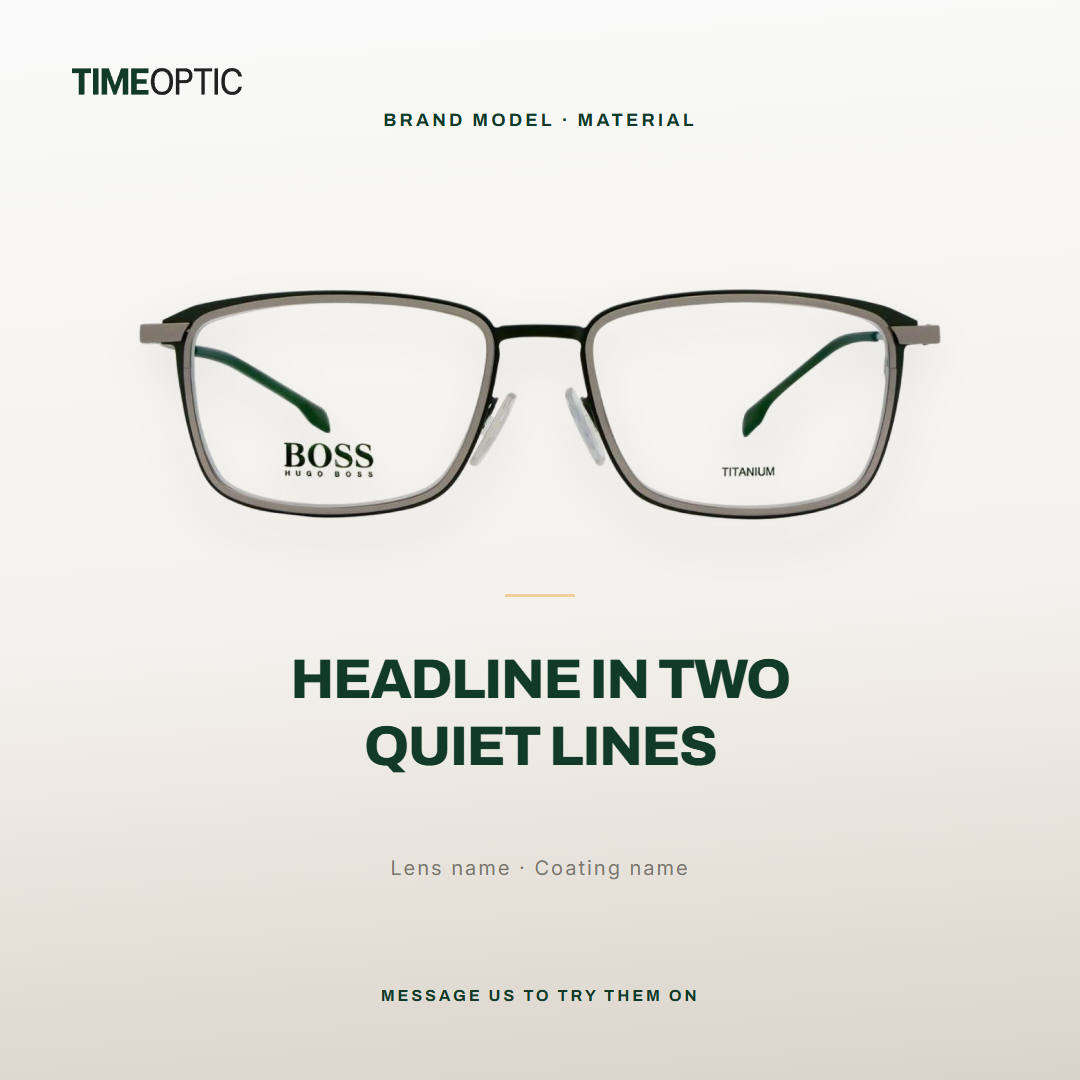 TIMEOPTIC
BRAND MODEL · MATERIAL
BOSS
HUGO BOSS
TITANIUM
HEADLINE IN TWO
QUIET LINES
Lens name · Coating name
MESSAGE US TO TRY THEM ON